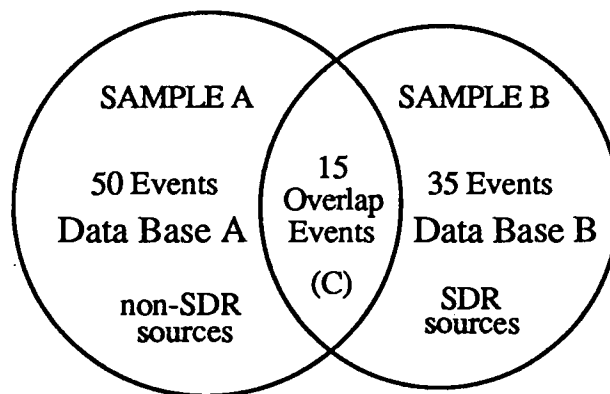 SAMPLE A
50 Events
Data Base A
non-SDR
sources
15
Overlap
Events
(C)
SAMPLE B
35 Events
Data Base B
SDR
sources